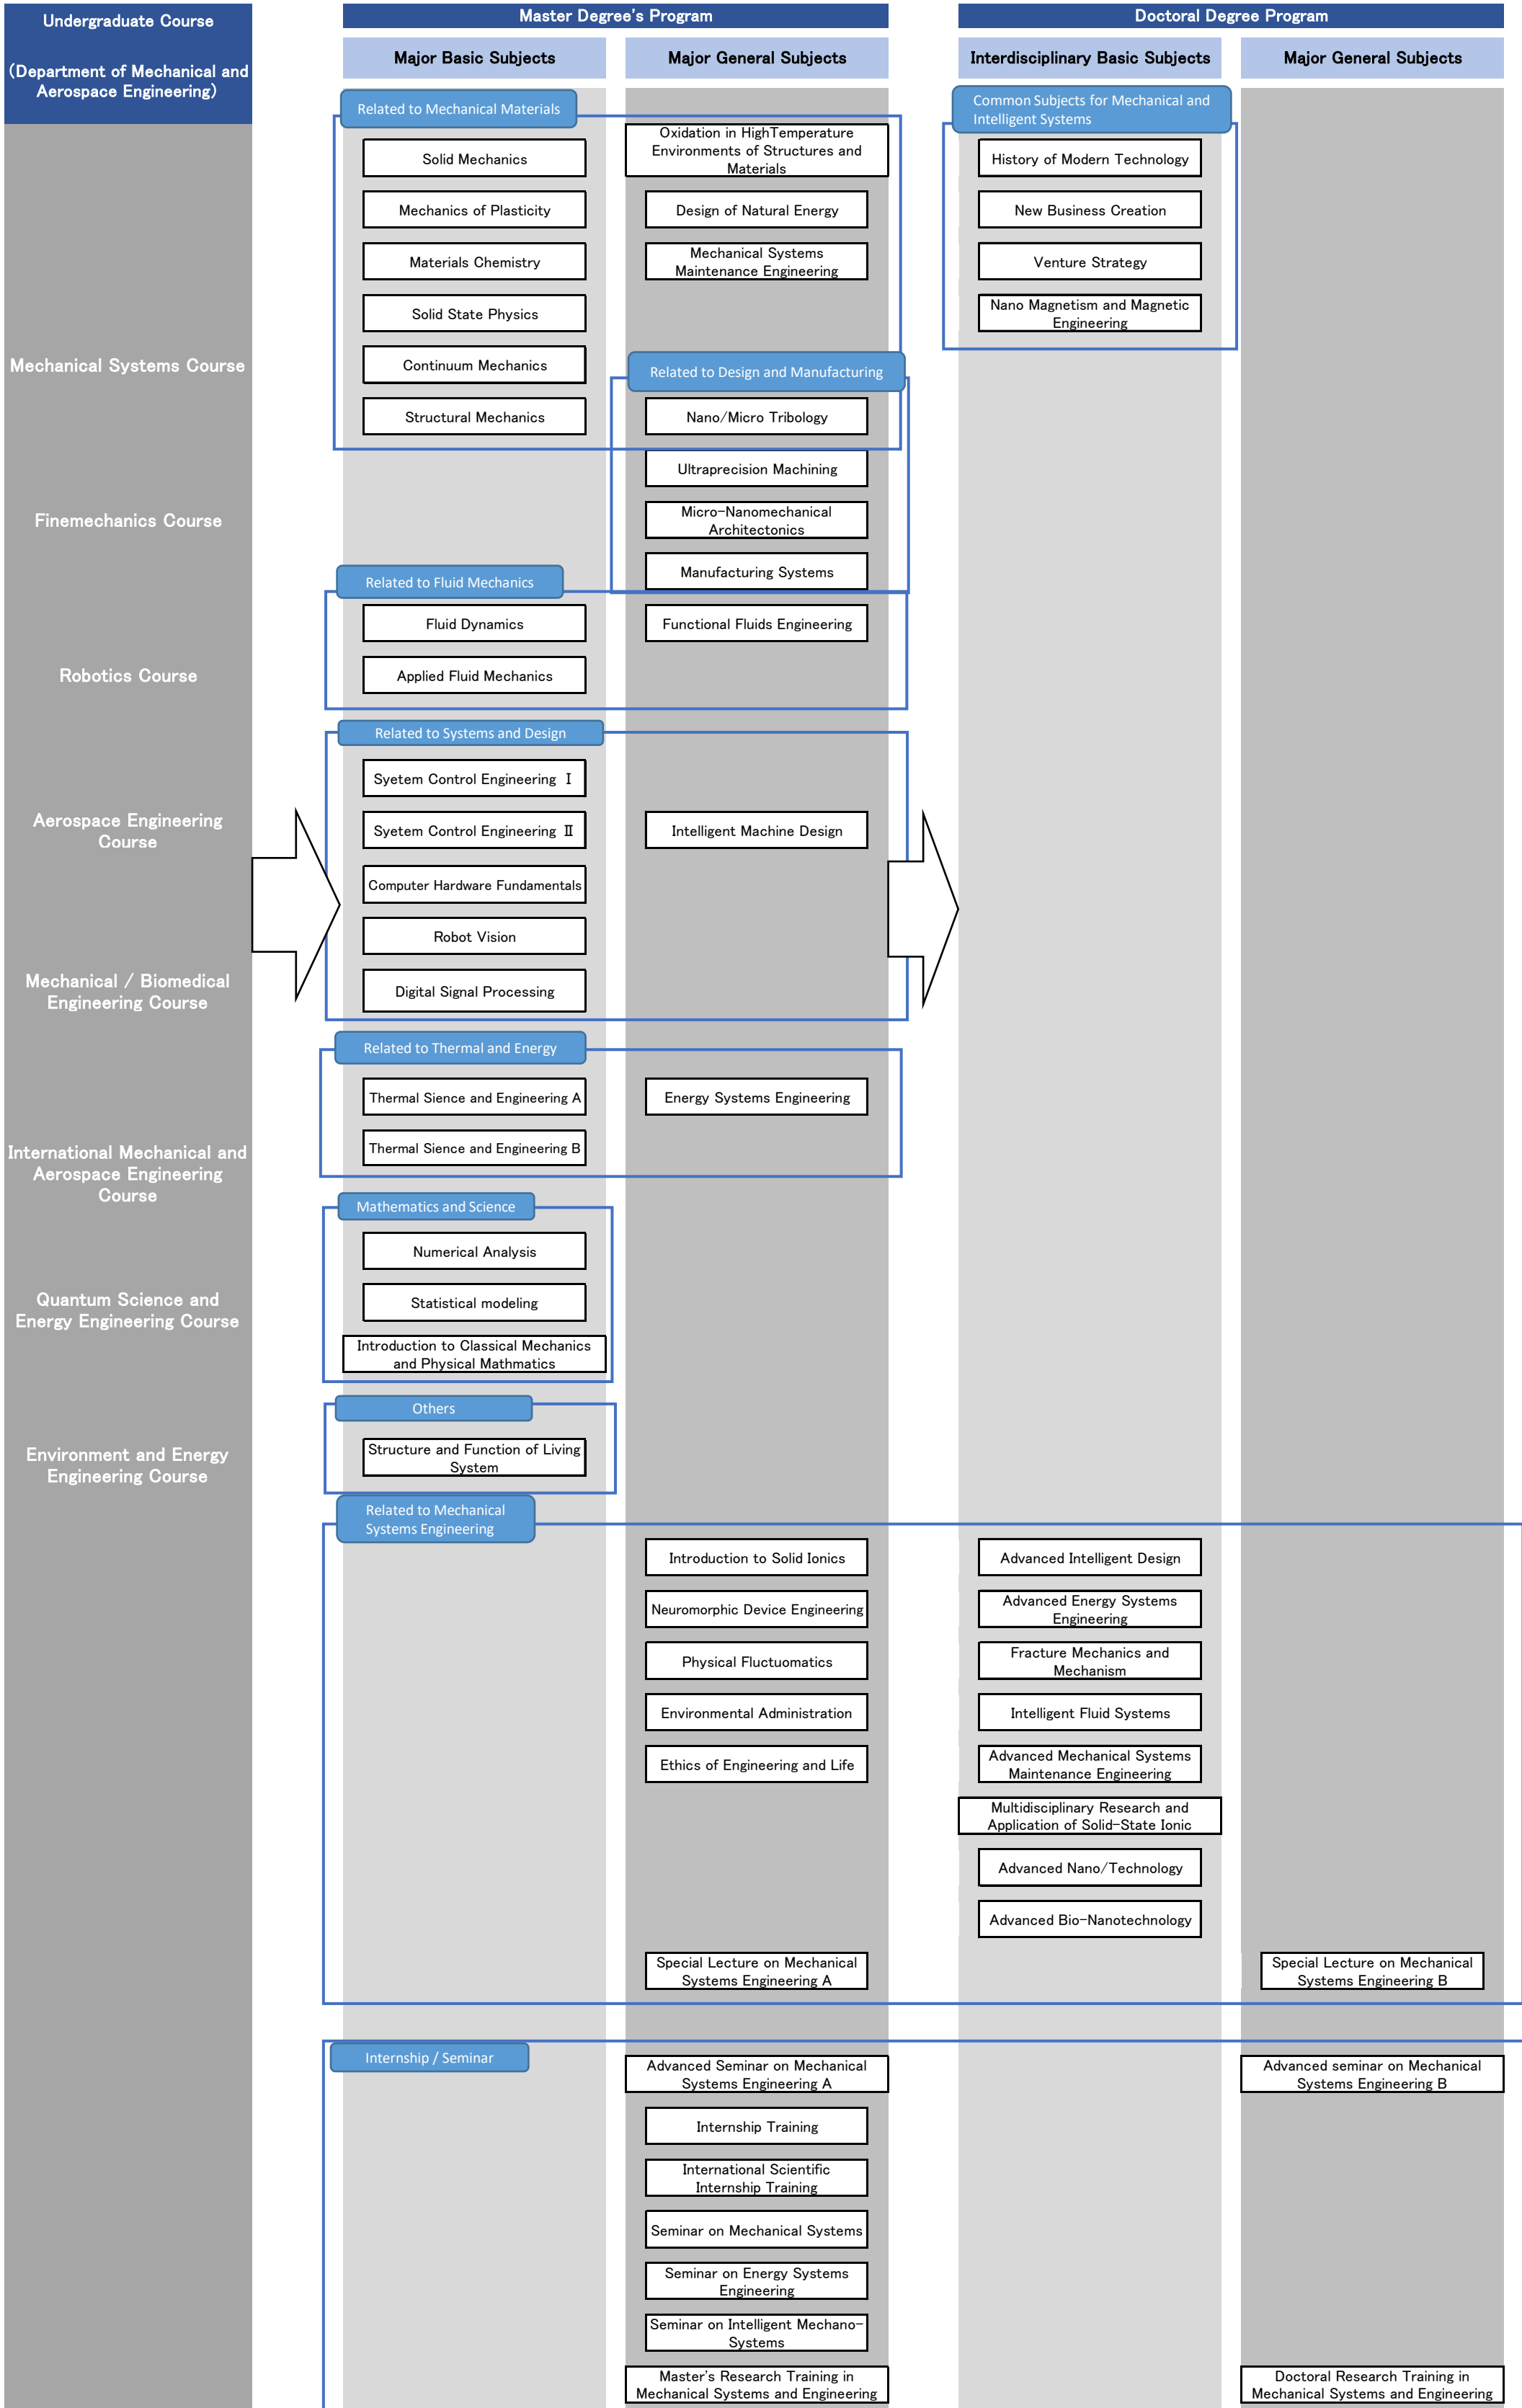 Undergraduate Course
(Department of Mechanical and
Aerospace Engineering)
Mechanical Systems Course
Finemechanics Course
Robotics Course
Aerospace Engineering
Course
Mechanical / Biomedical
Engineering Course
International Mechanical and
Aerospace Engineering
Course
Quantum Science and
Energy Engineering Course
Environment and Energy
Engineering Course
Master Degree's Program
Major Basic Subjects
Major General Subjects
Related to Mechanical Materials
Solid Mechanics
Mechanics of Plasticity
Materials Chemistry
Solid State Physics
Continuum Mechanics
Structural Mechanics
Oxidation in HighTemperature
Environments of Structures and
Materials
Design of Natural Energy
Mechanical Systems
Maintenance Engineering
Related to Design and Manufacturing
Nano/Micro Tribology
Ultraprecision Machining
Micro-Nanomechanical
Architectonics
Manufacturing Systems
Related to Fluid Mechanics
Fluid Dynamics
Applied Fluid Mechanics
Functional Fluids Engineering
Related to Systems and Design
Syetem Control Engineering Ⅰ
Syetem Control Engineering Ⅱ
Computer Hardware Fundamentals
Robot Vision
Digital Signal Processing
Intelligent Machine Design
Related to Thermal and Energy
Thermal Sience and Engineering A
Thermal Sience and Engineering B
Energy Systems Engineering
Mathematics and Science
Numerical Analysis
Statistical modeling
Introduction to Classical Mechanics
and Physical Mathmatics
Others
Structure and Function of Living
System
Doctoral Degree Program
Interdisciplinary Basic Subjects
Major General Subjects
Common Subjects for Mechanical and
Intelligent Systems
History of Modern Technology
New Business Creation
Venture Strategy
Nano Magnetism and Magnetic
Engineering
Related to Mechanical
Systems Engineering
Introduction to Solid Ionics
Neuromorphic Device Engineering
Physical Fluctuomatics
Environmental Administration
Ethics of Engineering and Life
Special Lecture on Mechanical
Systems Engineering A
Advanced Intelligent Design
Advanced Energy Systems
Engineering
Fracture Mechanics and
Mechanism
Intelligent Fluid Systems
Advanced Mechanical Systems
Maintenance Engineering
Multidisciplinary Research and
Application of Solid-State Ionic
Advanced Nano/Technology
Advanced Bio-Nanotechnology
Special Lecture on Mechanical
Systems Engineering B
Internship / Seminar
Advanced Seminar on Mechanical
Systems Engineering A
Internship Training
International Scientific
Internship Training
Seminar on Mechanical Systems
Seminar on Energy Systems
Engineering
Seminar on Intelligent Mechano-
Systems
Master's Research Training in
Mechanical Systems and Engineering
Advanced seminar on Mechanical
Systems Engineering B
Doctoral Research Training in
Mechanical Systems and Engineering